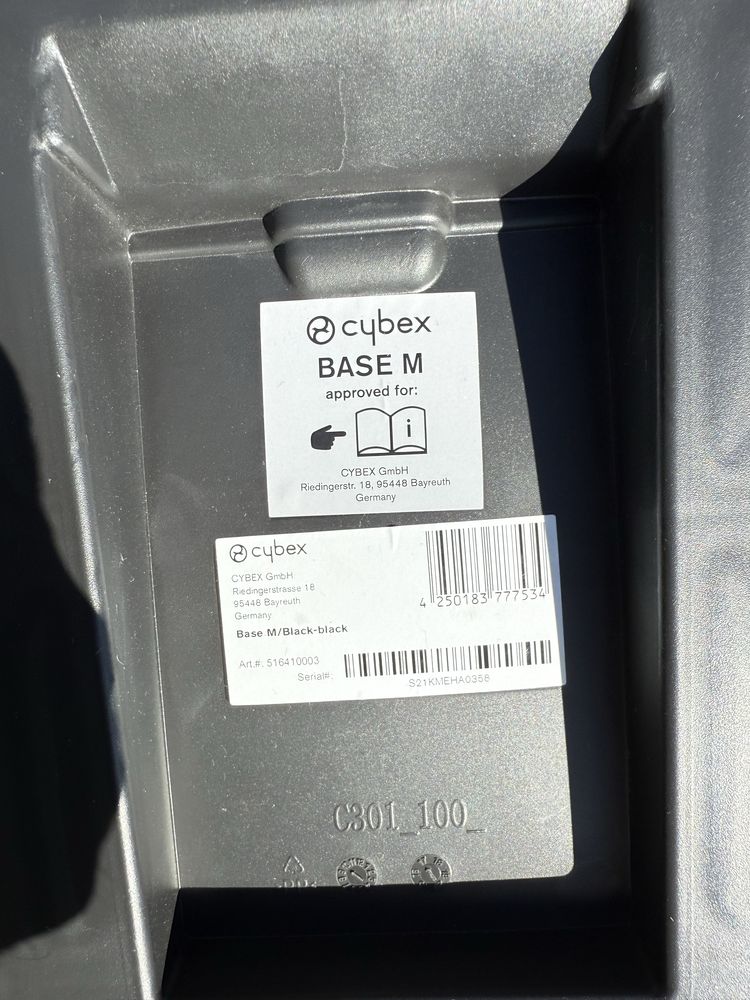 cybex
BASE M
approved for:
i
CYBEX GmbH
Riedingerstr. 18, 95448 Bayreuth
Germany
cybex
CYBEX GmbH
Riedingerstrasse 18
95448 Bayreuth
Germany
4 250183 777534
Base M/Black-black
Art.#: 516410003
Serial#:
S21KMEHA0358
C301_100_